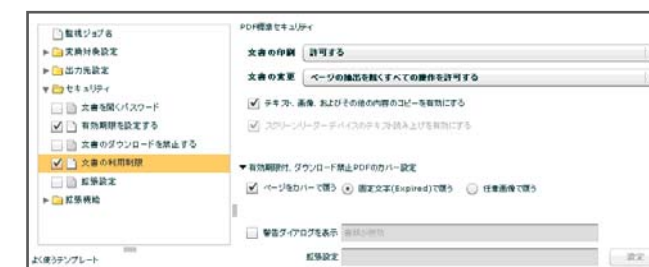 監視ジョブ名
変換対象設定
出力先設定
セキュリティ
文書を開くパスワード
有効期限を設定する
文書のダウンロードを禁止する
文書の利用制限
拡張設定
拡張機能
よく使うテンプレート
PDF標準セキュリティ
文書の印刷 許可する
文書の変更 ページの抽出を除くすべての操作を許可する
テキスト、画像、およびその他の内容のコピーを有効にする
スクリーンリーダーデバイスのテキスト読み上げを有効にする
有効期限付、ダウンロード禁止PDFのカバー設定
ページをカバーで覆う 固定文字(Expired)で覆う 任意画像で覆う
警告ダイアログを表示
拡張設定 設定